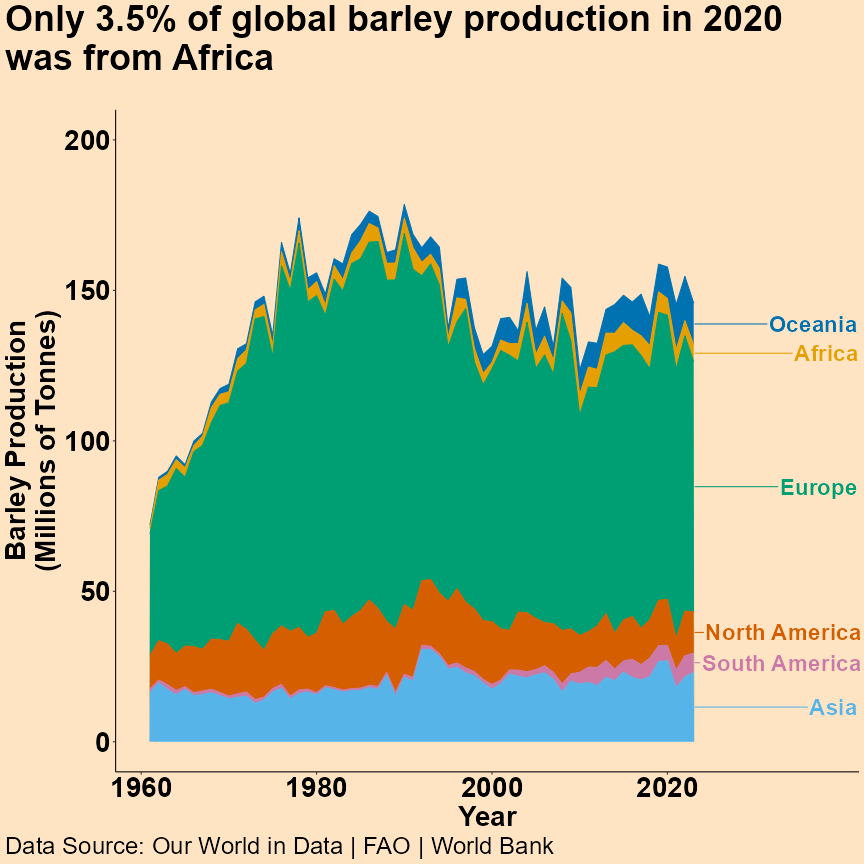 Only 3.5% of global barley production in 2020
was from Africa
Barley Production
(Millions of Tonnes)
200
150
100
50
0
Oceania
Africa
Europe
North America
South America
Asia
1960 1980 2000 2020
Year
Data Source: Our World in Data | FAO | World Bank